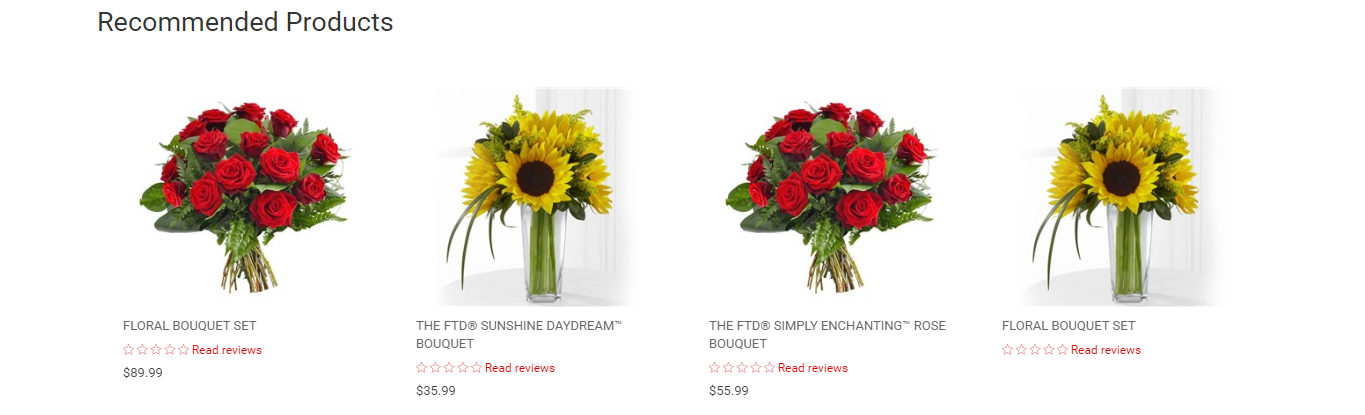 Recommended Products
FLORAL BOUQUET SET
Read reviews
$89.99
THE FTD® SUNSHINE DAYDREAM™
BOUQUET
Read reviews
$35.99
THE FTD® SIMPLY ENCHANTING™ ROSE
BOUQUET
Read reviews
$55.99
FLORAL BOUQUET SET
Read reviews